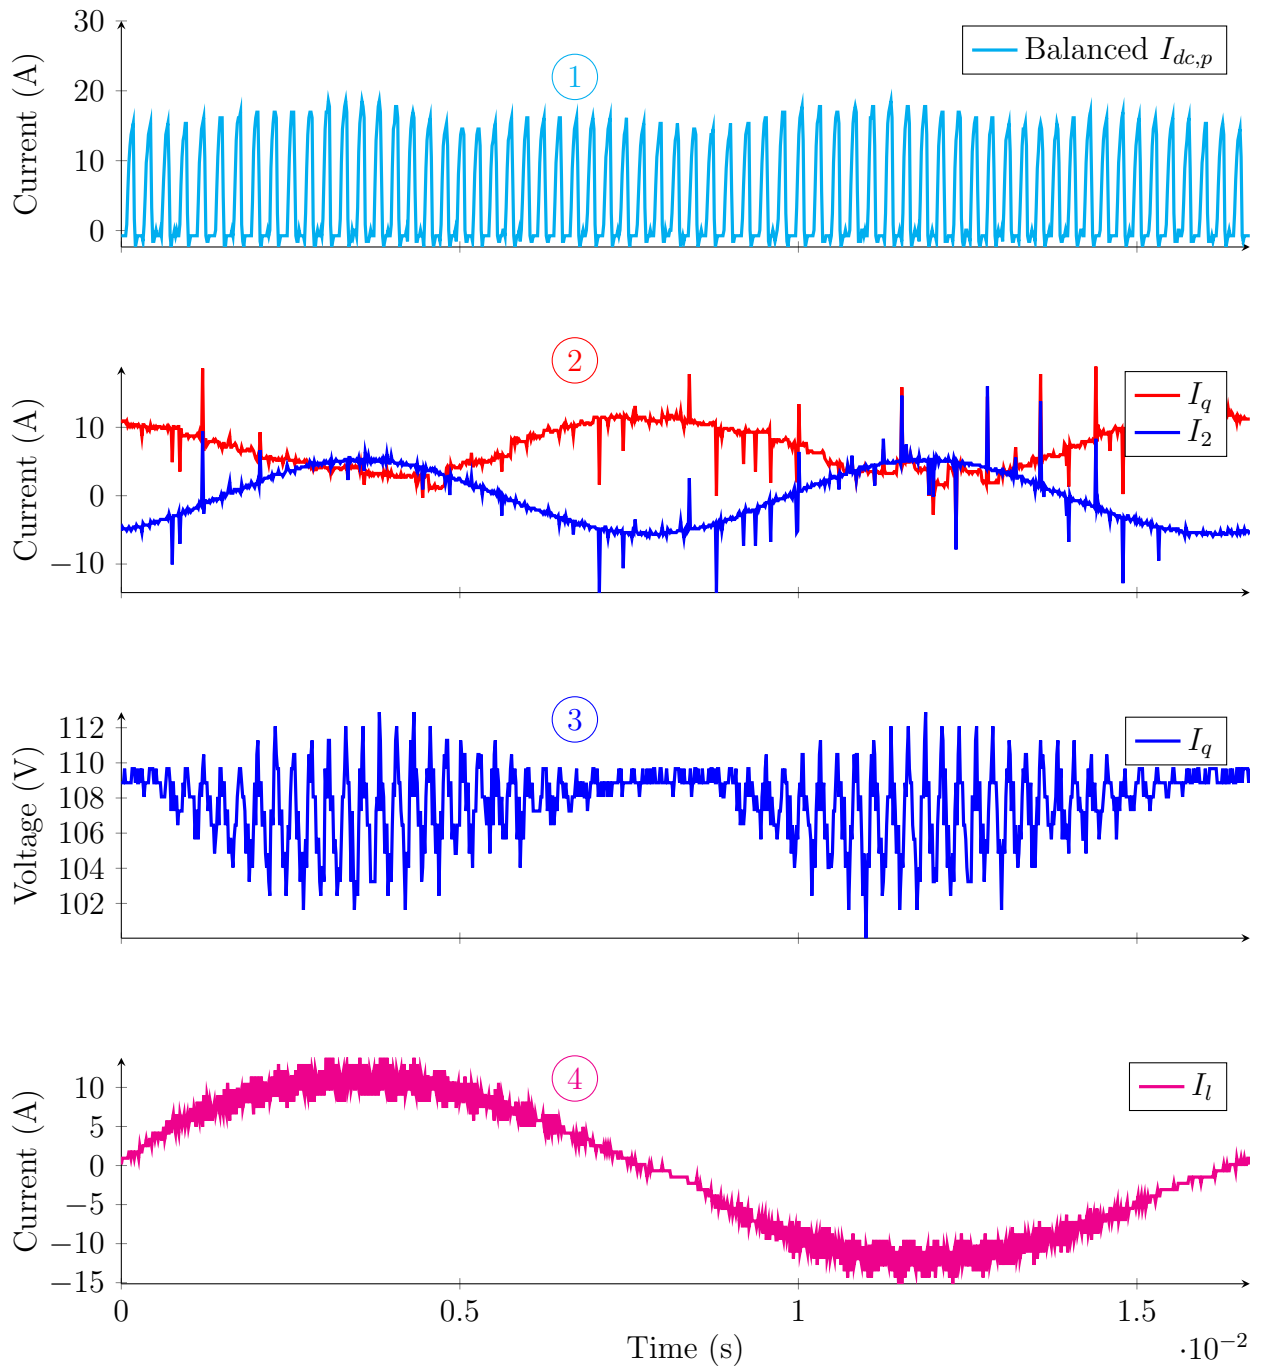 30
20
10
0
Current (A)
1
Balanced I_{dc,p}
10
0
−10
Current (A)
2
I_q
I_2
112
110
108
106
104
102
Voltage (V)
3
I_q
10
5
0
−5
−10
−15
Current (A)
4
I_l
0 0.5 1 1.5
Time (s)
·10^{−2}